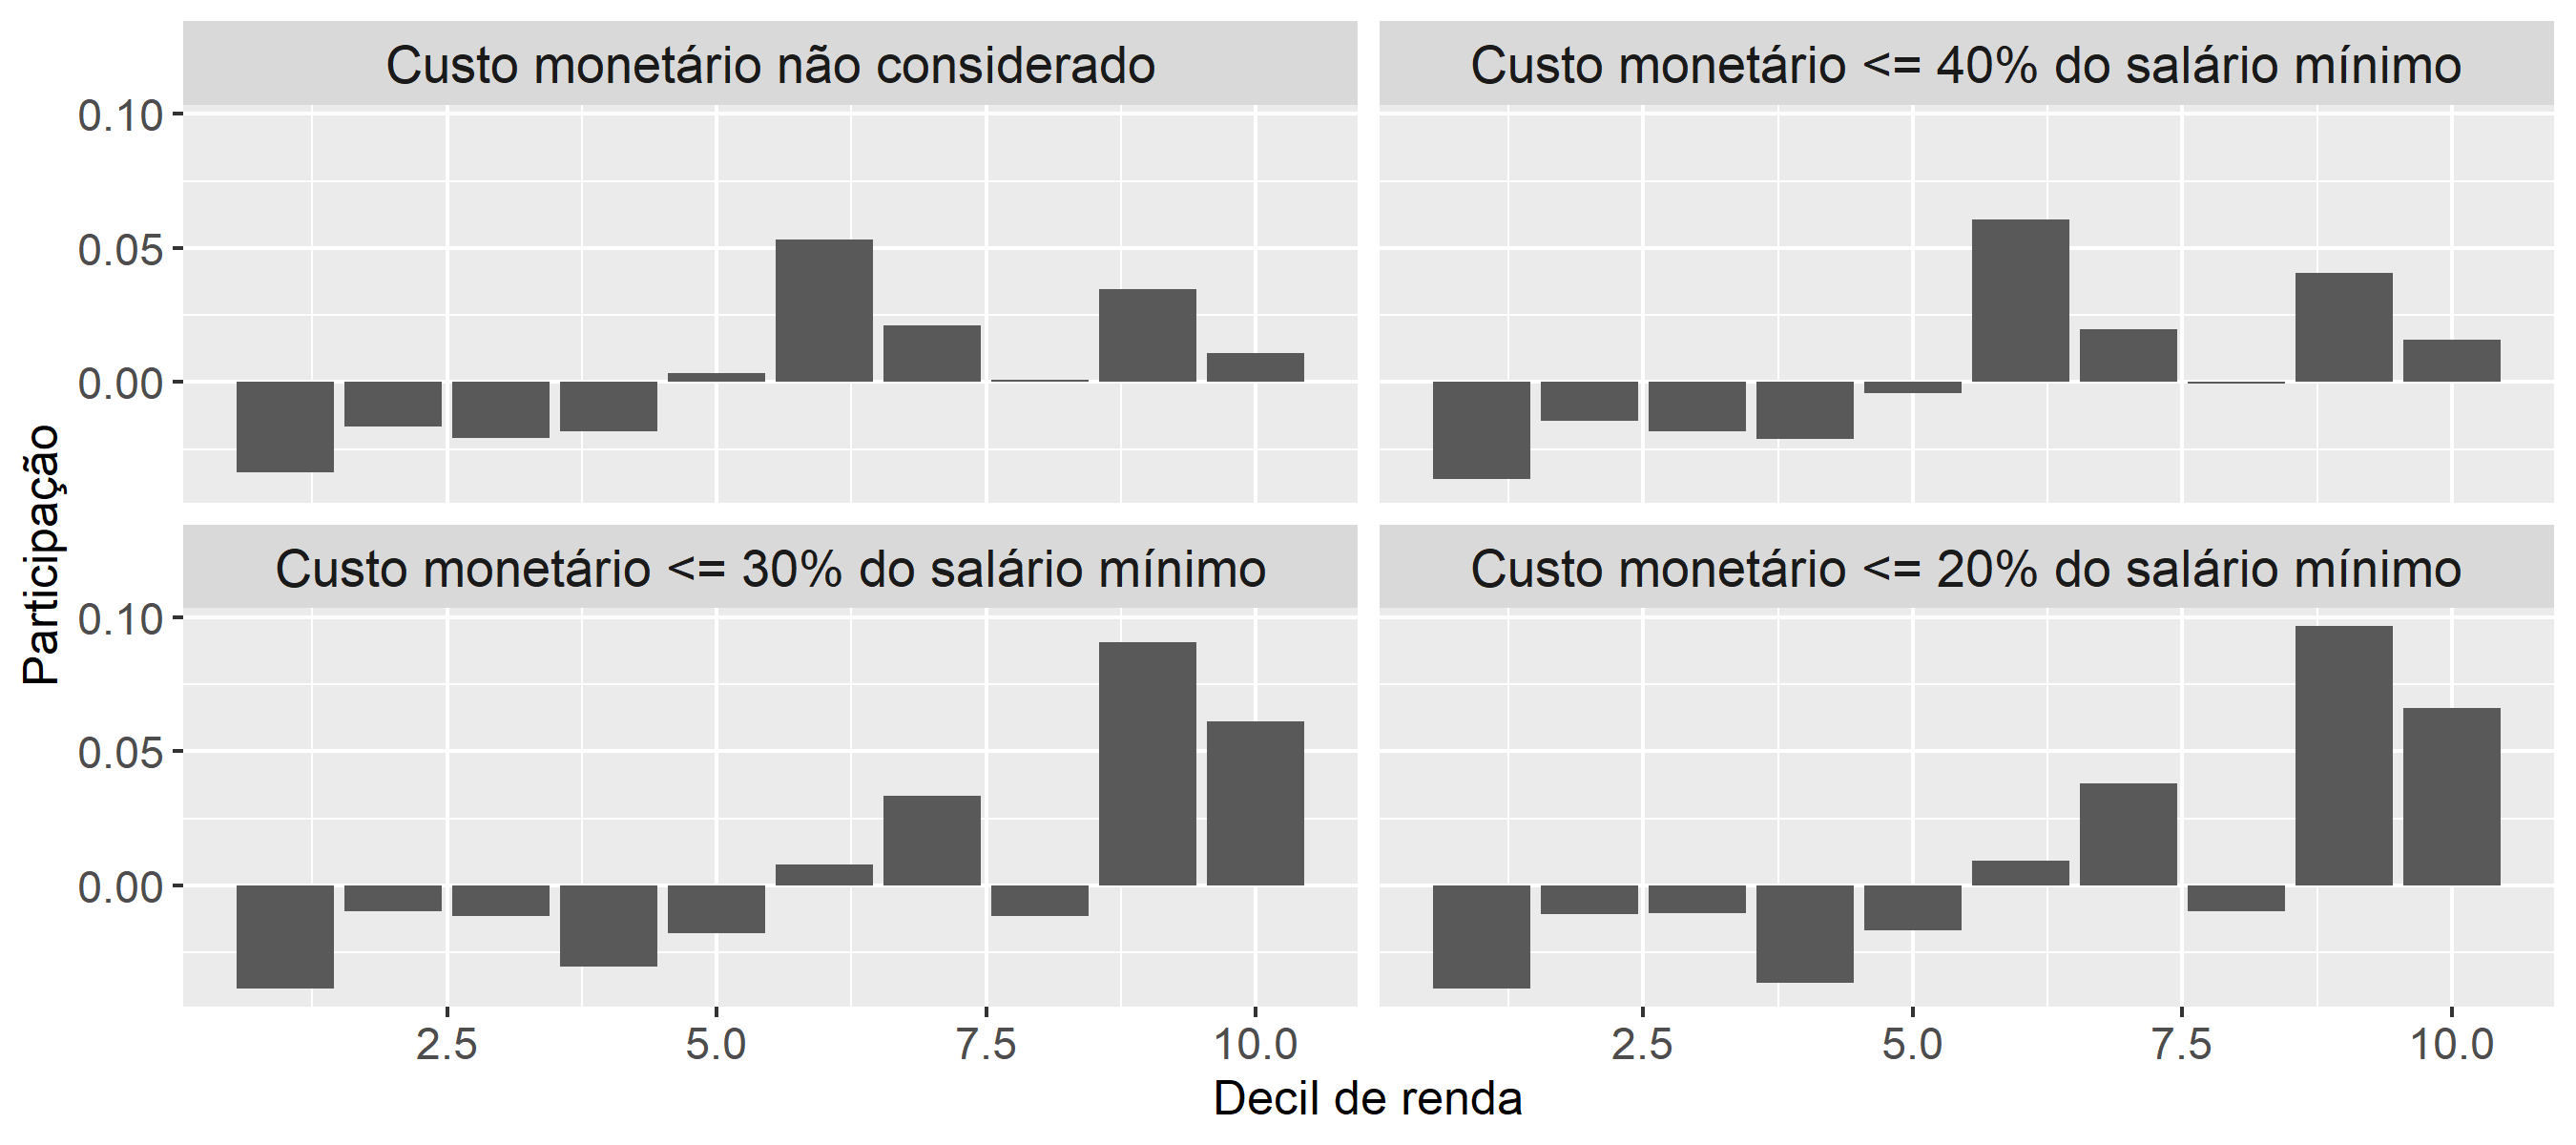 Custo monetário não considerado
Custo monetário <= 40% do salário mínimo
0.10
0.05
0.00
Custo monetário <= 30% do salário mínimo
Custo monetário <= 20% do salário mínimo
0.10
0.05
0.00
Participação
2.5 5.0 7.5 10.0
2.5 5.0 7.5 10.0
Decil de renda